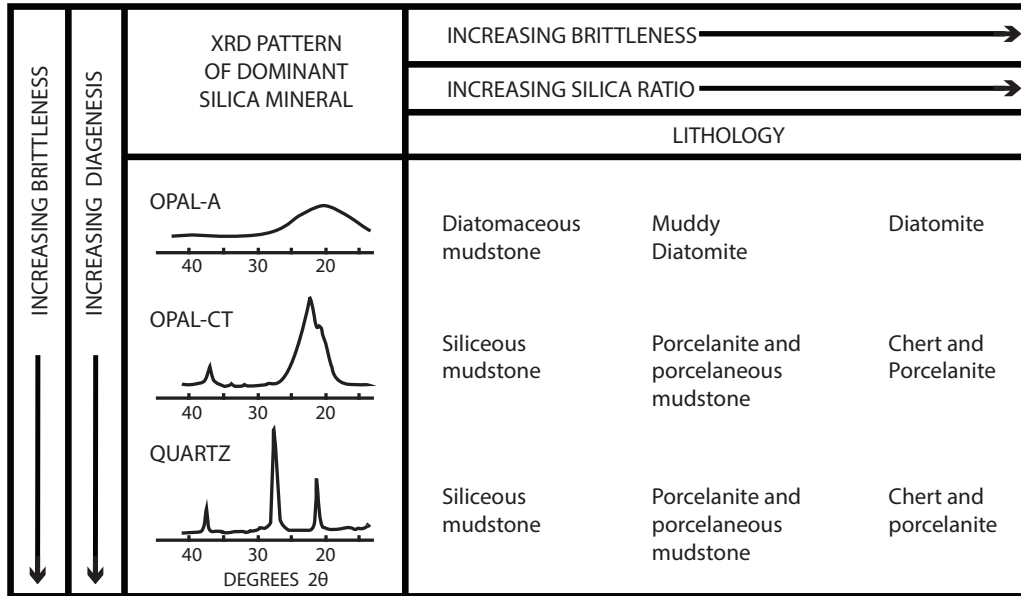 INCREASING BRITTLENESS
INCREASING DIAGENESIS
XRD PATTERN
OF DOMINANT
SILICA MINERAL
INCREASING BRITTLENESS
INCREASING SILICA RATIO
LITHOLOGY
OPAL-A
40 30 20
Diatomaceous
mudstone
Muddy
Diatomite
Diatomite
OPAL-CT
40 30 20
Siliceous
mudstone
Porcelanite and
porcelaneous
mudstone
Chert and
Porcelanite
QUARTZ
40 30 20
DEGREES 2θ
Siliceous
mudstone
Porcelanite and
porcelaneous
mudstone
Chert and
porcelanite